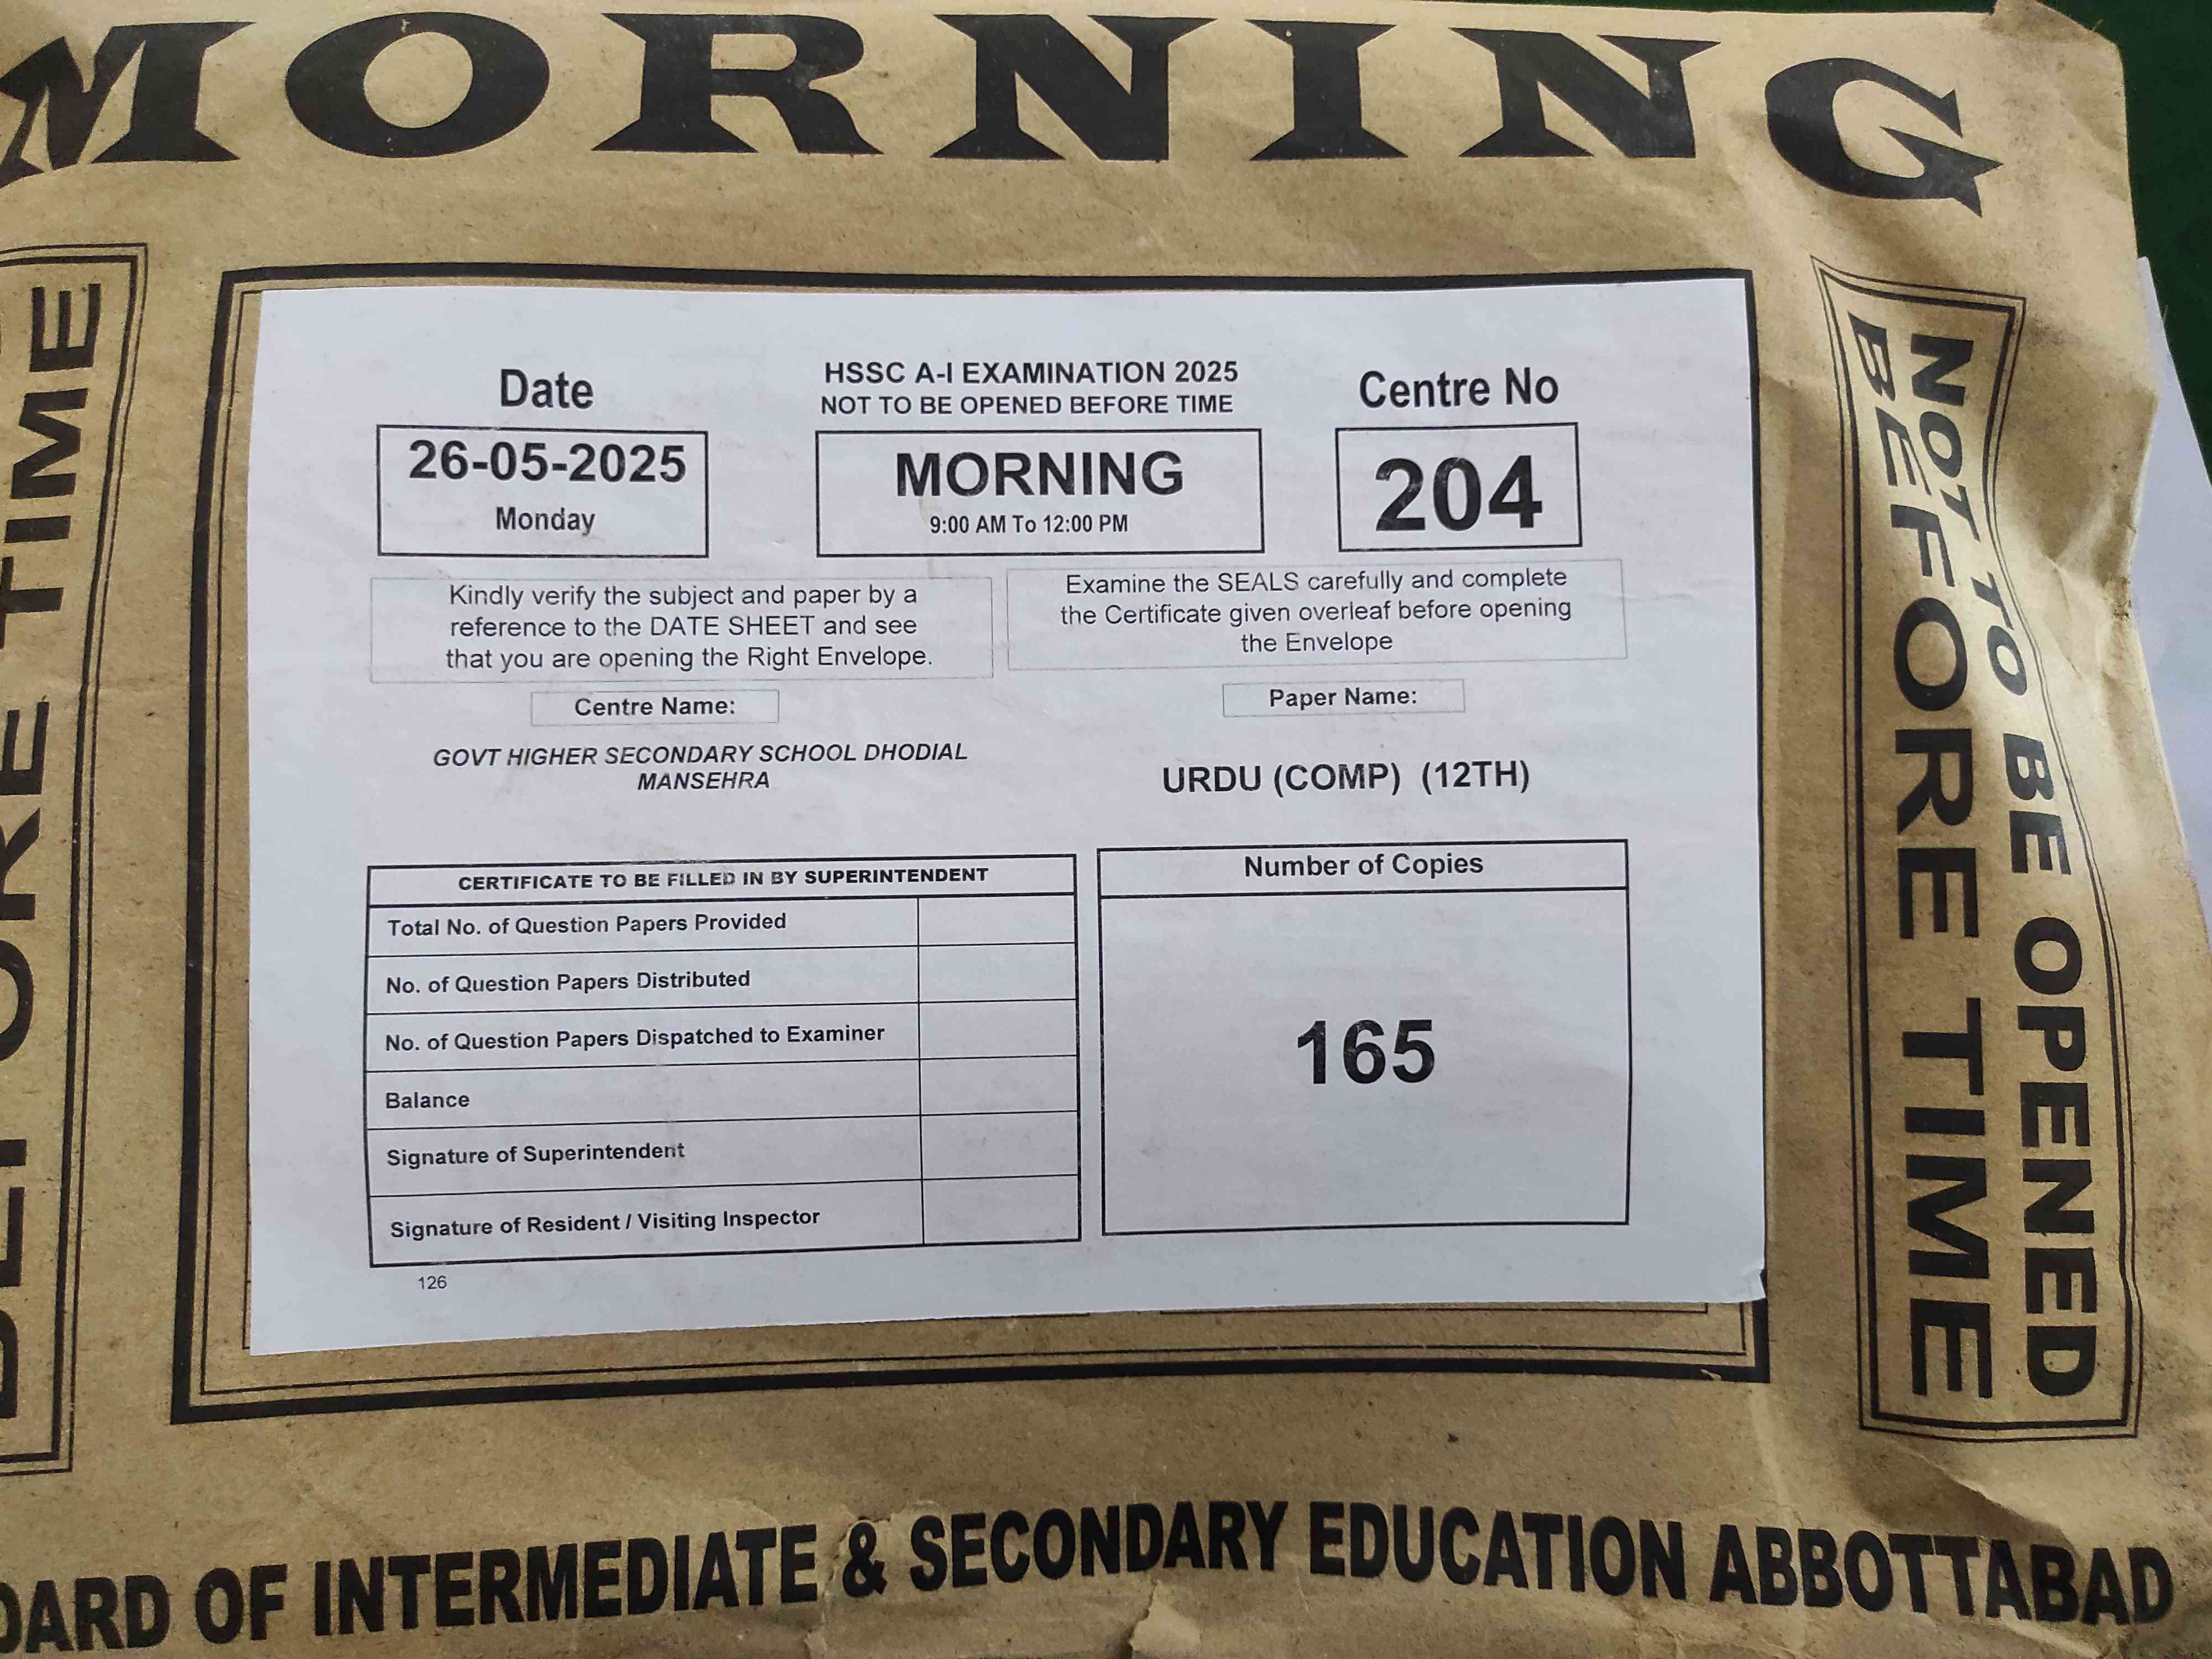 MORNING
BEFORE TIME
Date
26-05-2025
Monday
HSSC A-I EXAMINATION 2025
NOT TO BE OPENED BEFORE TIME
MORNING
9:00 AM To 12:00 PM
Centre No
204
Kindly verify the subject and paper by a
reference to the DATE SHEET and see
that you are opening the Right Envelope.
Examine the SEALS carefully and complete
the Certificate given overleaf before opening
the Envelope
Centre Name:
GOVT HIGHER SECONDARY SCHOOL DHODIAL
MANSEHRA
Paper Name:
URDU (COMP) (12TH)
CERTIFICATE TO BE FILLED IN BY SUPERINTENDENT
Total No. of Question Papers Provided
No. of Question Papers Distributed
No. of Question Papers Dispatched to Examiner
Balance
Signature of Superintendent
Signature of Resident / Visiting Inspector
126
Number of Copies
165
NOT TO BE OPENED
BEFORE TIME
OARD OF INTERMEDIATE & SECONDARY EDUCATION ABBOTTABAD